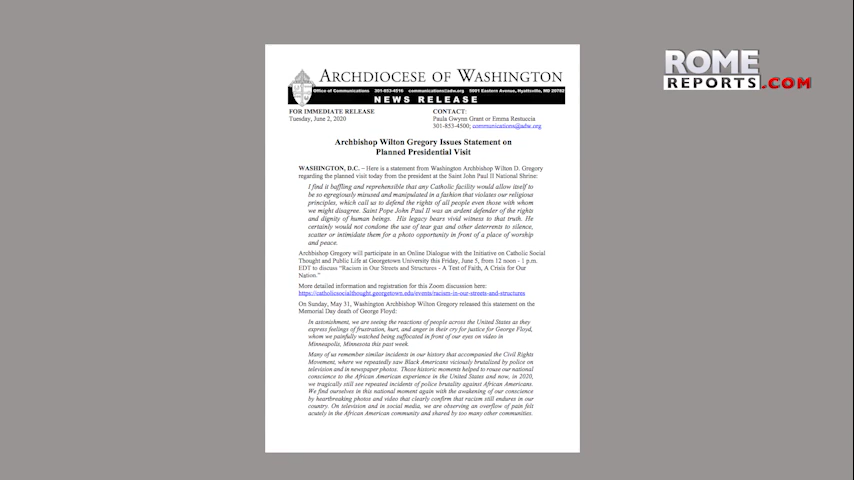 ROME
REPORTS.COM
ARCHDIOCESE OF WASHINGTON
Office of Communications 301-853-4516 communications@adw.org 5001 Eastern Avenue, Hyattsville, MD 20782
NEWS RELEASE
FOR IMMEDIATE RELEASE
Tuesday, June 2, 2020
CONTACT:
Paula Gwynn Grant or Emma Restuccia
301-853-4500; communications@adw.org
Archbishop Wilton Gregory Issues Statement on
Planned Presidential Visit
WASHINGTON, D.C. – Here is a statement from Washington Archbishop Wilton D. Gregory
regarding the planned visit today from the president at the Saint John Paul II National Shrine:
I find it baffling and reprehensible that any Catholic facility would allow itself to
be so egregiously misused and manipulated in a fashion that violates our religious
principles, which call us to defend the rights of all people even those with whom
we might disagree. Saint Pope John Paul II was an ardent defender of the rights
and dignity of human beings. His legacy bears vivid witness to that truth. He
certainly would not condone the use of tear gas and other deterrents to silence,
scatter or intimidate them for a photo opportunity in front of a place of worship
and peace.
Archbishop Gregory will participate in an Online Dialogue with the Initiative on Catholic Social
Thought and Public Life at Georgetown University this Friday, June 5, from 12 noon - 1 p.m.
EDT to discuss “Racism in Our Streets and Structures - A Test of Faith, A Crisis for Our
Nation.”
More detailed information and registration for this Zoom discussion here:
https://catholicsocialthought.georgetown.edu/events/racism-in-our-streets-and-structures
On Sunday, May 31, Washington Archbishop Wilton Gregory released this statement on the
Memorial Day death of George Floyd:
In astonishment, we are seeing the reactions of people across the United States as they
express feelings of frustration, hurt, and anger in their cry for justice for George Floyd,
whom we painfully watched being suffocated in front of our eyes on video in
Minneapolis, Minnesota this past week.
Many of us remember similar incidents in our history that accompanied the Civil Rights
Movement, where we repeatedly saw Black Americans viciously brutalized by police on
television and in newspaper photos. Those historic moments helped to rouse our national
conscience to the African American experience in the United States and now, in 2020,
we tragically still see repeated incidents of police brutality against African Americans.
We find ourselves in this national moment again with the awakening of our conscience
by heartbreaking photos and video that clearly confirm that racism still endures in our
country. On television and in social media, we are observing an overflow of pain felt
acutely in the African American community and shared by too many other communities.